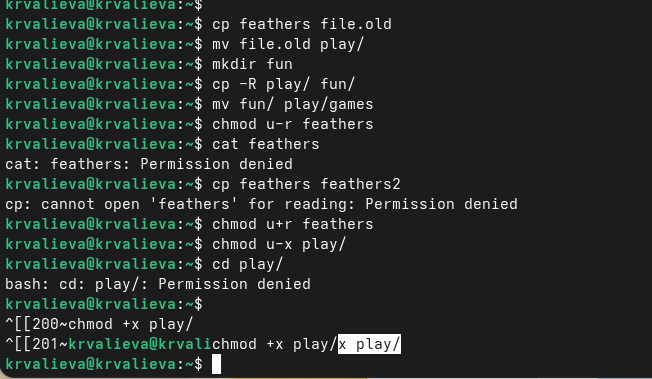 krvalieva@krvalieva:~$
krvalieva@krvalieva:~$ cp feathers file.old
krvalieva@krvalieva:~$ mv file.old play/
krvalieva@krvalieva:~$ mkdir fun
krvalieva@krvalieva:~$ cp -R play/ fun/
krvalieva@krvalieva:~$ mv fun/ play/games
krvalieva@krvalieva:~$ chmod u-r feathers
krvalieva@krvalieva:~$ cat feathers
cat: feathers: Permission denied
krvalieva@krvalieva:~$ cp feathers feathers2
cp: cannot open 'feathers' for reading: Permission denied
krvalieva@krvalieva:~$ chmod u+r feathers
krvalieva@krvalieva:~$ chmod u-x play/
krvalieva@krvalieva:~$ cd play/
bash: cd: play/: Permission denied
krvalieva@krvalieva:~$
^[[200~chmod +x play/
^[[201~krvalieva@krvalichmod +x play/x play/
krvalieva@krvalieva:~$